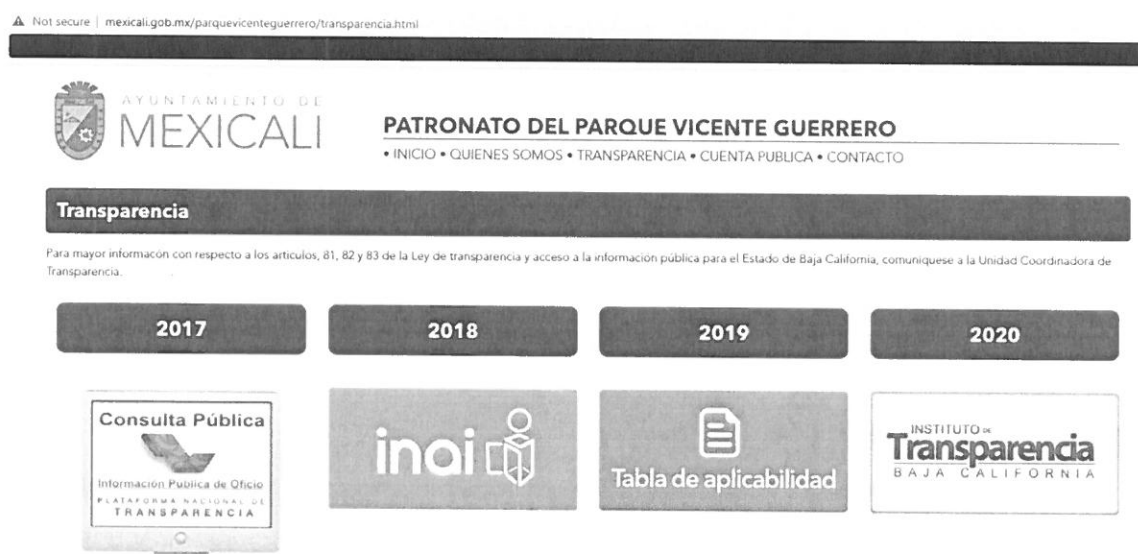 Not secure | mexicali.gob.mx/parquevicenteguerrero/transparencia.html
AYUNTAMIENTO DE
MEXICALI
PATRONATO DEL PARQUE VICENTE GUERRERO
• INICIO • QUIENES SOMOS • TRANSPARENCIA • CUENTA PUBLICA • CONTACTO
Transparencia
Para mayor informacón con respecto a los articulos, 81, 82 y 83 de la Ley de transparencia y acceso a la información pública para el Estado de Baja California, comuniquese a la Unidad Coordinadora de
Transparencia.
2017
2018
2019
2020
Consulta Pública
Información Publica de Oficio
PLATAFORMA NACIONAL DE
TRANSPARENCIA
inai
Tabla de aplicabilidad
INSTITUTO DE
Transparencia
BAJA CALIFORNIA